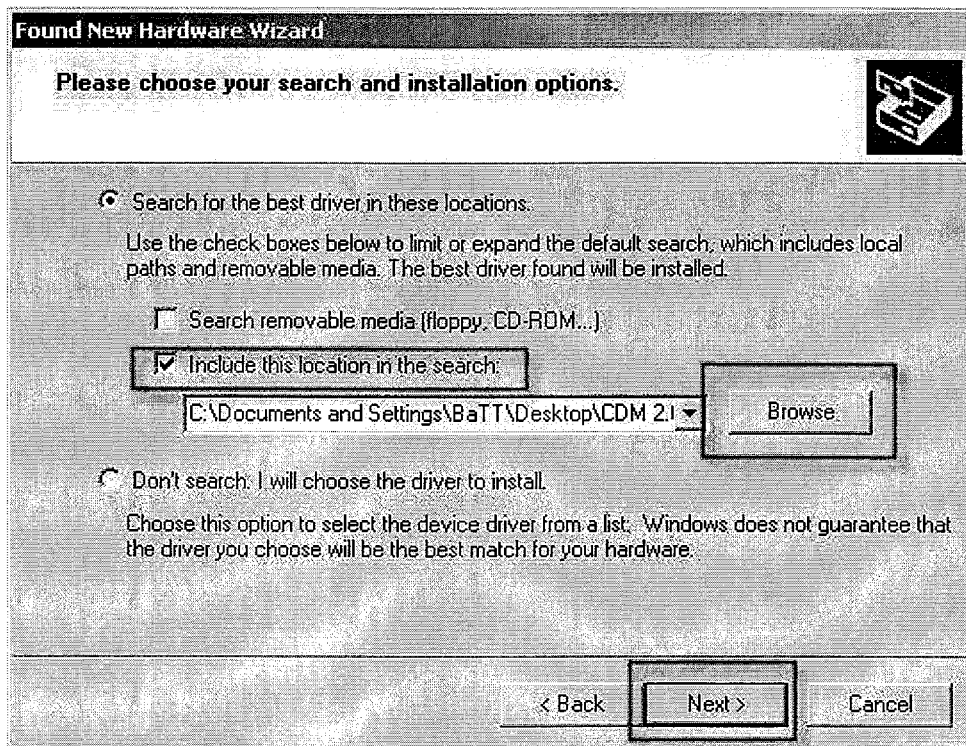 Found New Hardware Wizard
Please choose your search and installation options.
Search for the best driver in these locations.
Use the check boxes below to limit or expand the default search, which includes local
paths and removable media. The best driver found will be installed.
Search removable media (floppy, CD-ROM...)
Include this location in the search:
C:\Documents and Settings\BaTT\Desktop\CDM 2.
Browse
Don't search. I will choose the driver to install.
Choose this option to select the device driver from a list. Windows does not guarantee that
the driver you choose will be the best match for your hardware.
< Back
Next >
Cancel